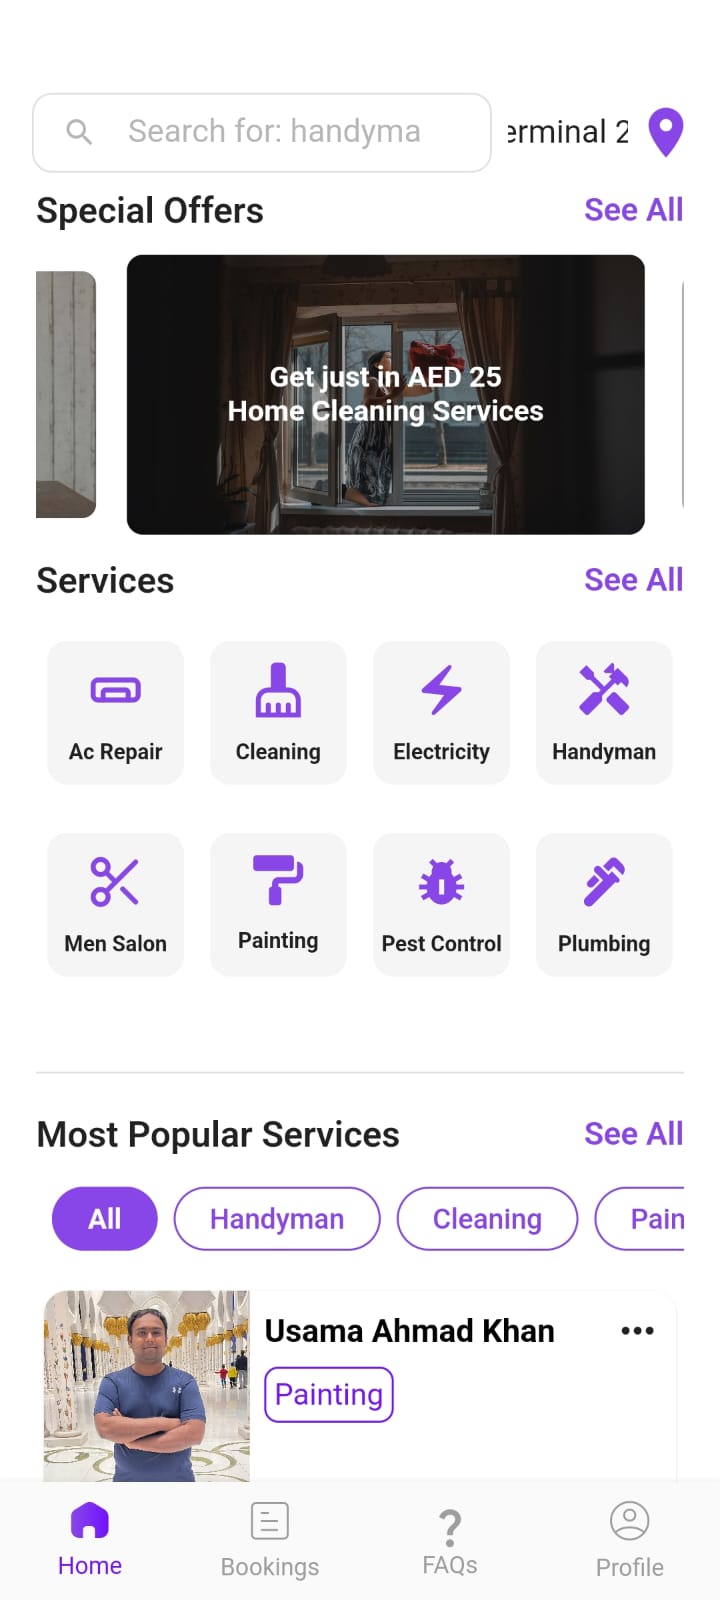 Search for: handyma
erminal 2
Special Offers
See All
Get just in AED 25
Home Cleaning Services
Services
See All
Ac Repair
Cleaning
Electricity
Handyman
Men Salon
Painting
Pest Control
Plumbing
Most Popular Services
See All
All
Handyman
Cleaning
Pain
Usama Ahmad Khan
Painting
Home
Bookings
FAQs
Profile